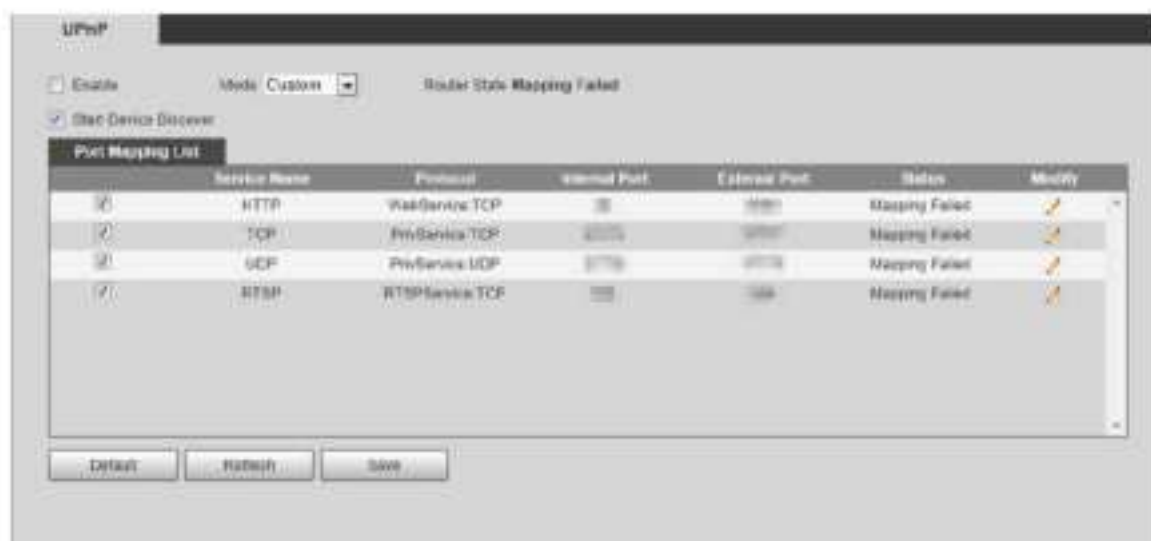 UPnP
Enable Mode Custom Router State Mapping Failed
Start Device Discover
Port Mapping List
Service Name Protocol Internal Port External Port Status Modify
HTTP WebService:TCP Mapping Failed
TCP PrivService:TCP Mapping Failed
UDP PrivService:UDP Mapping Failed
RTSP RTSPService:TCP Mapping Failed
Default Refresh Save